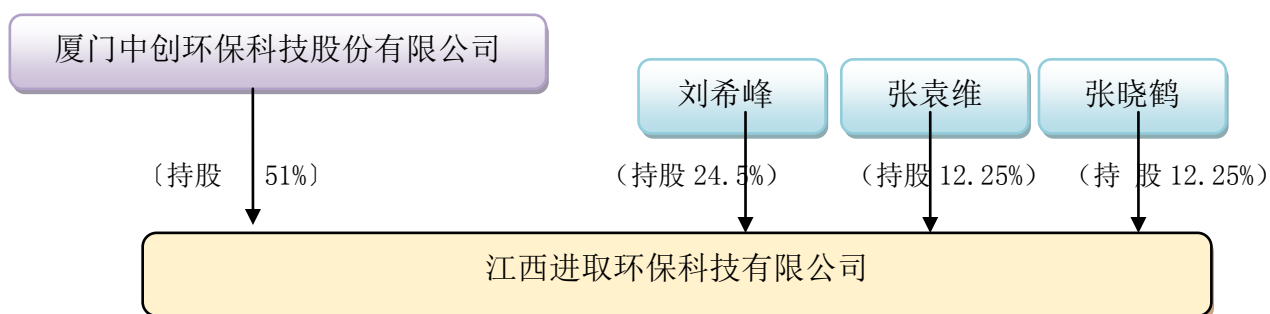 厦门中创环保科技股份有限公司
刘希峰 张袁维 张晓鹤
〔持股 51%〕 （持股 24.5%） （持股 12.25%） （持 股 12.25%）
江西进取环保科技有限公司